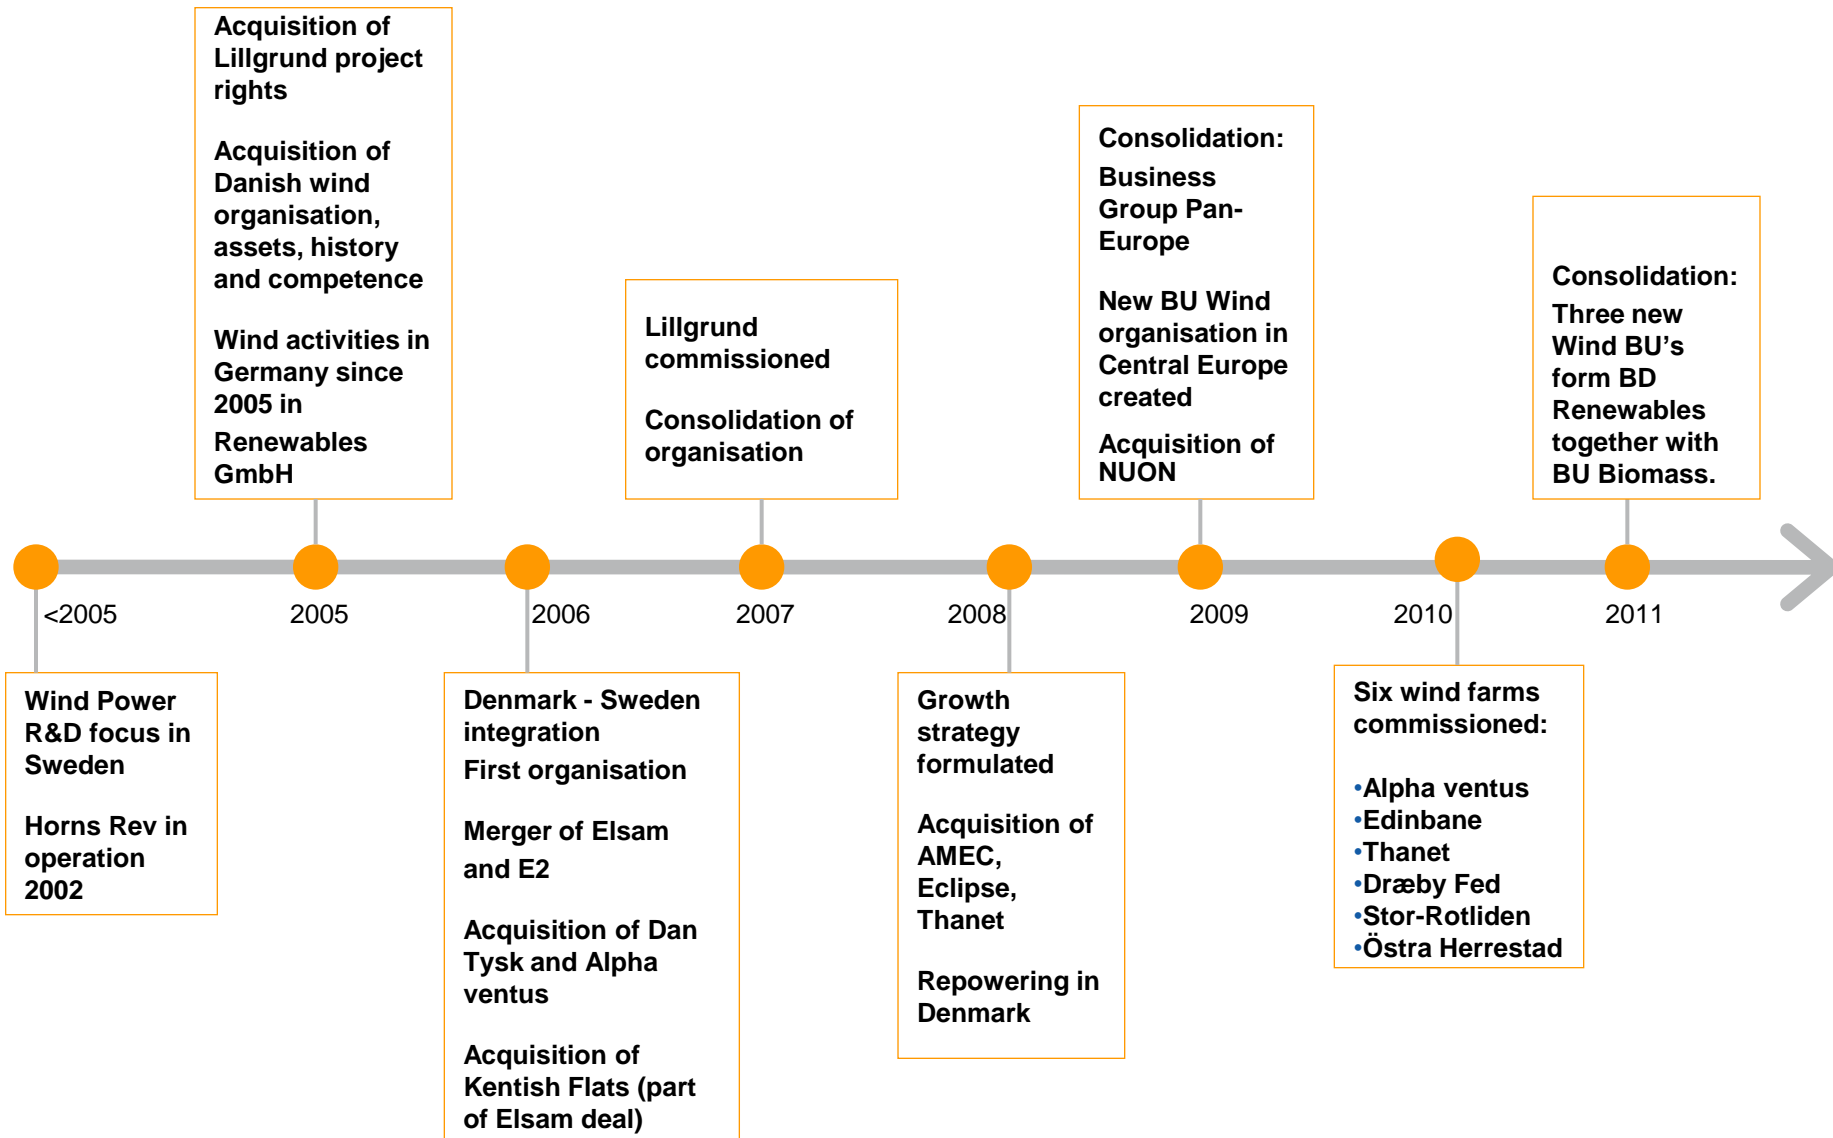 Acquisition of
Lillgrund project
rights
Acquisition of
Danish wind
organisation,
assets, history
and competence
Wind activities in
Germany since
2005 in
Renewables
GmbH
Lillgrund
commissioned
Consolidation of
organisation
Consolidation:
Business
Group Pan-
Europe
New BU Wind
organisation in
Central Europe
created
Acquisition of
NUON
Consolidation:
Three new
Wind BU’s
form BD
Renewables
together with
BU Biomass.
<2005
2005
2006
2007
2008
2009
2010
2011
Wind Power
R&D focus in
Sweden
Horns Rev in
operation
2002
Denmark - Sweden
integration
First organisation
Merger of Elsam
and E2
Acquisition of Dan
Tysk and Alpha
ventus
Acquisition of
Kentish Flats (part
of Elsam deal)
Growth
strategy
formulated
Acquisition of
AMEC,
Eclipse,
Thanet
Repowering in
Denmark
Six wind farms
commissioned:
•Alpha ventus
•Edinbane
•Thanet
•Dræby Fed
•Stor-Rotliden
•Östra Herrestad